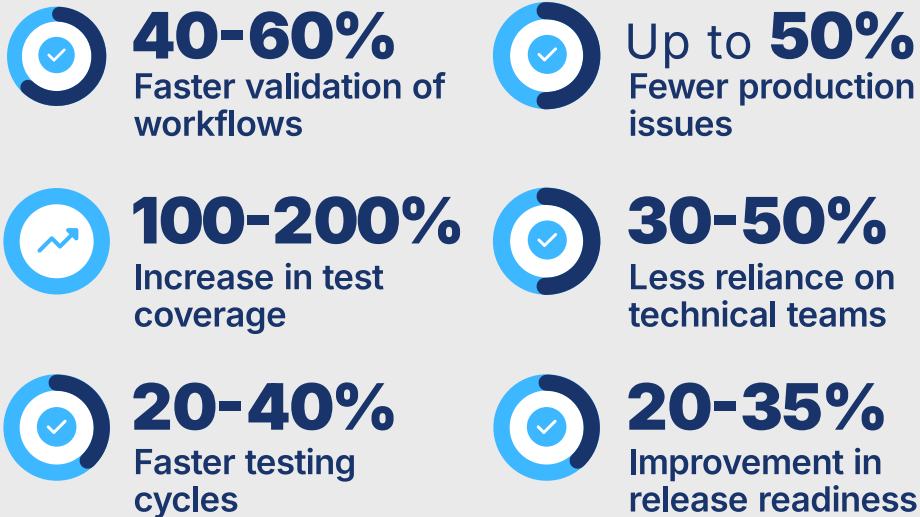 40-60%
Faster validation of
workflows
Up to 50%
Fewer production
issues
100-200%
Increase in test
coverage
30-50%
Less reliance on
technical teams
20-40%
Faster testing
cycles
20-35%
Improvement in
release readiness